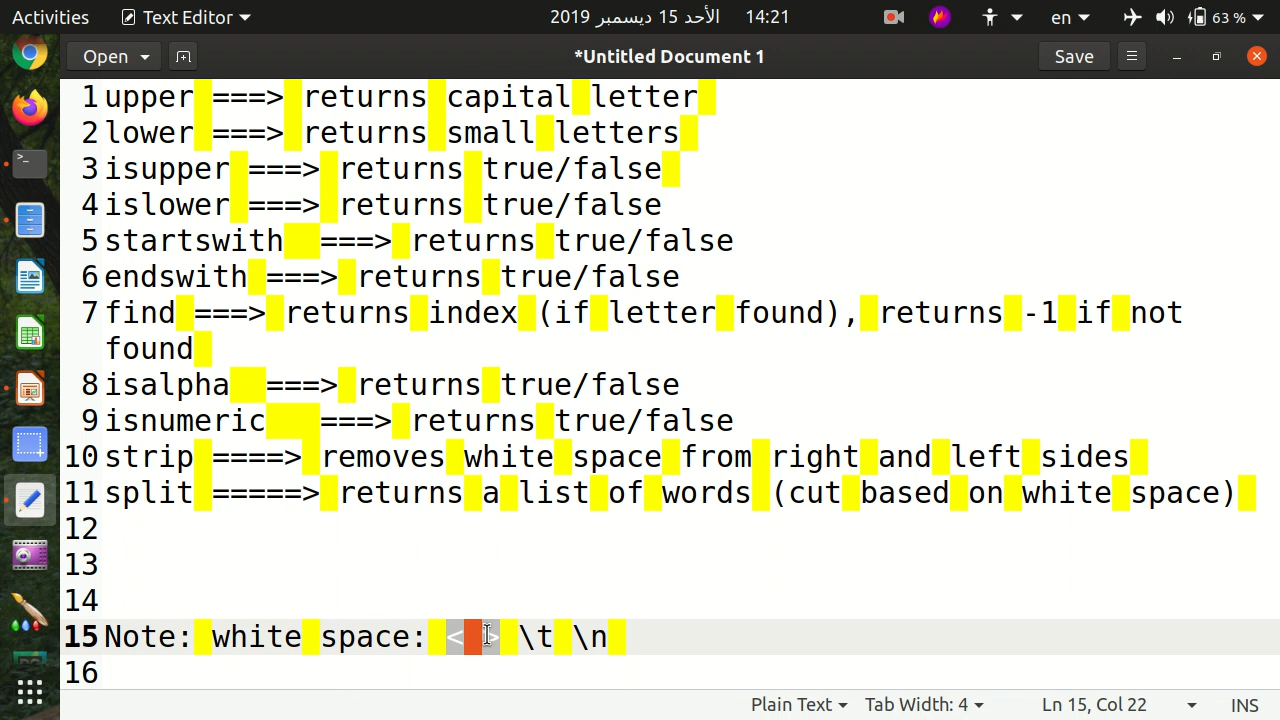 Activities Text Editor 2019 الأحد 15 ديسمبر 14:21 en 63 %
Open *Untitled Document 1 Save
1 upper ===> returns capital letter
2 lower ===> returns small letters
3 isupper ===> returns true/false
4 islower ===> returns true/false
5 startswith  ===> returns true/false
6 endswith ===> returns true/false
7 find ===> returns index (if letter found), returns -1 if not
found
8 isalpha  ===> returns true/false
9 isnumeric   ===> returns true/false
10 strip ====> removes white space from right and left sides
11 split =====> returns a list of words (cut based on white space)
12
13
14
15 Note: white space: < > \t \n
16
Plain Text Tab Width: 4 Ln 15, Col 22 INS